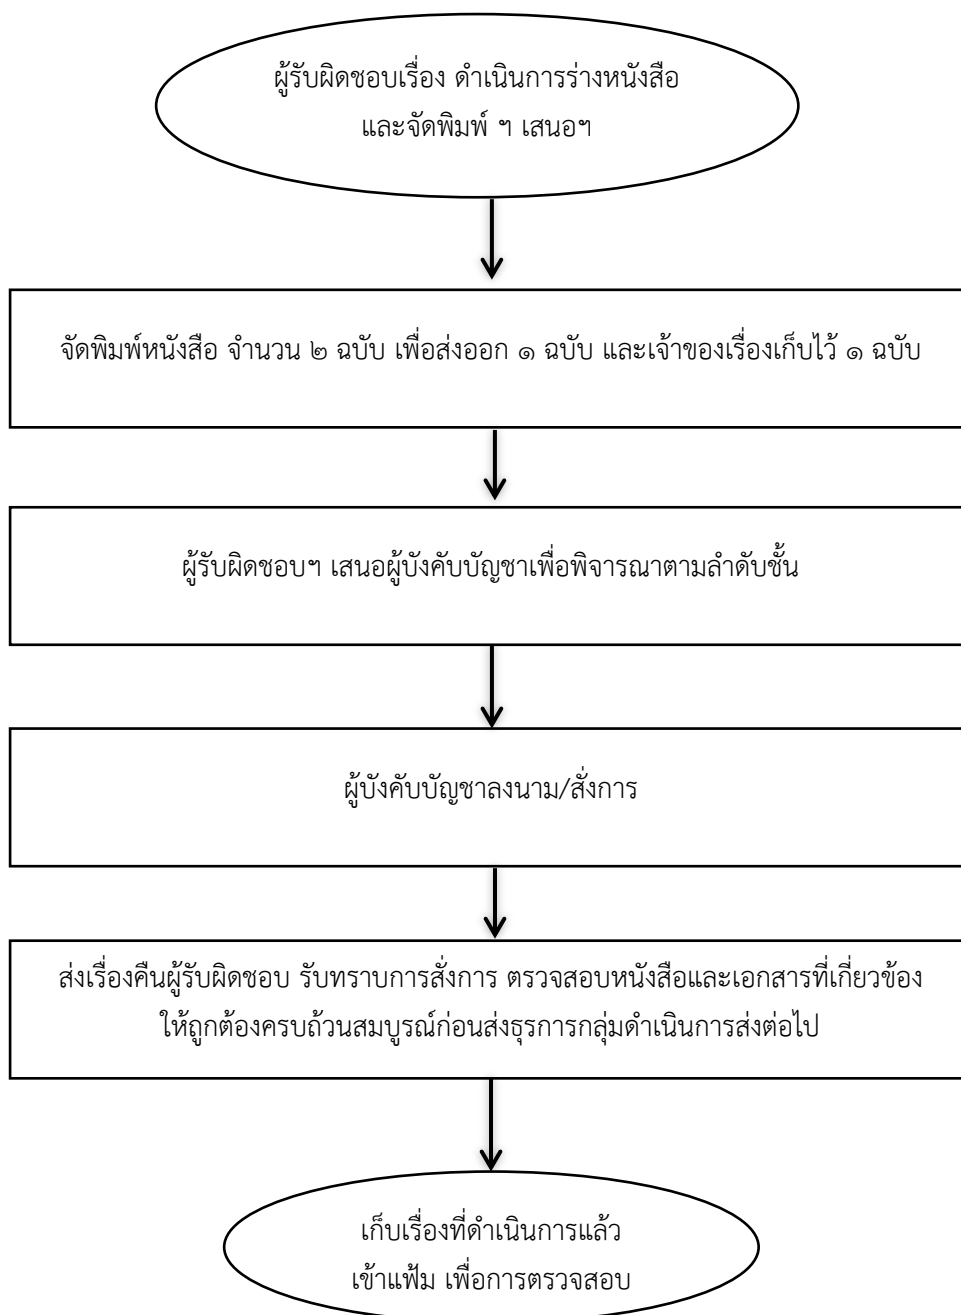 ผู้รับผิดชอบเรื่อง ดำเนินการร่างหนังสือ
และจัดพิมพ์ ฯ เสนอฯ
จัดพิมพ์หนังสือ จำนวน ๒ ฉบับ เพื่อส่งออก ๑ ฉบับ และเจ้าของเรื่องเก็บไว้ ๑ ฉบับ
ผู้รับผิดชอบฯ เสนอผู้บังคับบัญชาเพื่อพิจารณาตามลำดับชั้น
ผู้บังคับบัญชาลงนาม/สั่งการ
ส่งเรื่องคืนผู้รับผิดชอบ รับทราบการสั่งการ ตรวจสอบหนังสือและเอกสารที่เกี่ยวข้อง
ให้ถูกต้องครบถ้วนสมบูรณ์ก่อนส่งธุรการกลุ่มดำเนินการส่งต่อไป
เก็บเรื่องที่ดำเนินการแล้ว
เข้าแฟ้ม เพื่อการตรวจสอบ